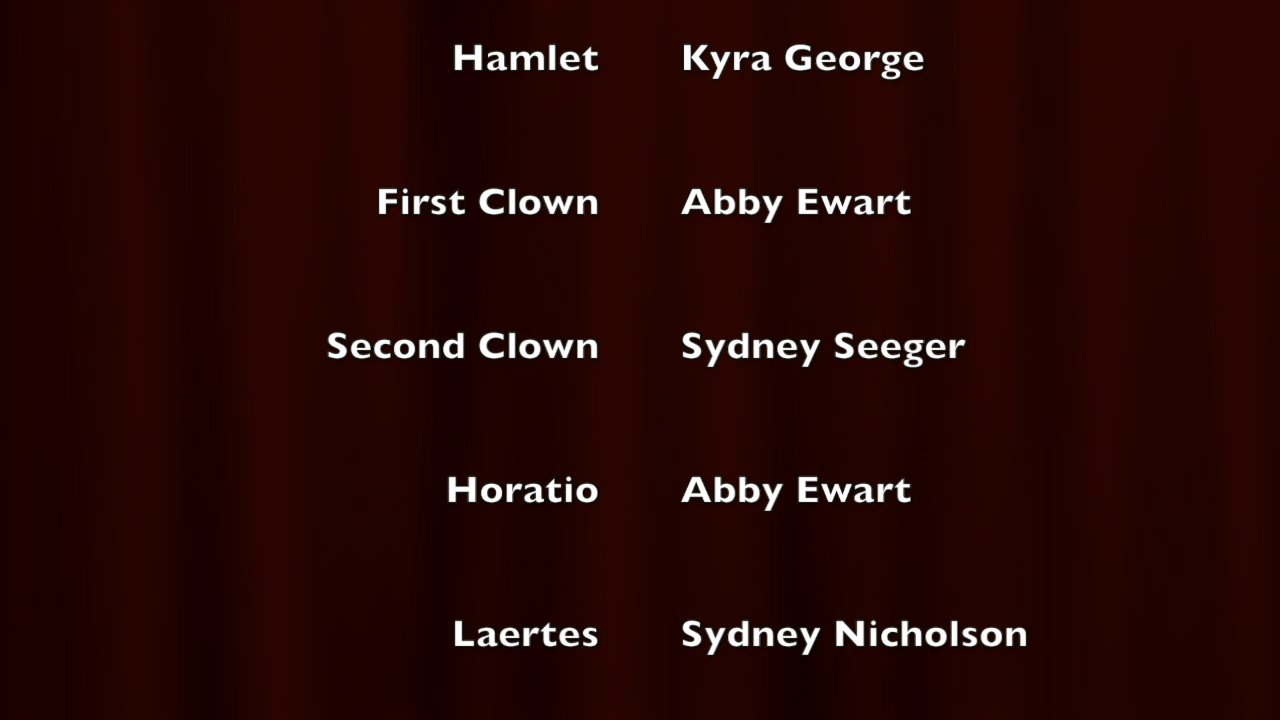 Hamlet Kyra George
First Clown Abby Ewart
Second Clown Sydney Seeger
Horatio Abby Ewart
Laertes Sydney Nicholson